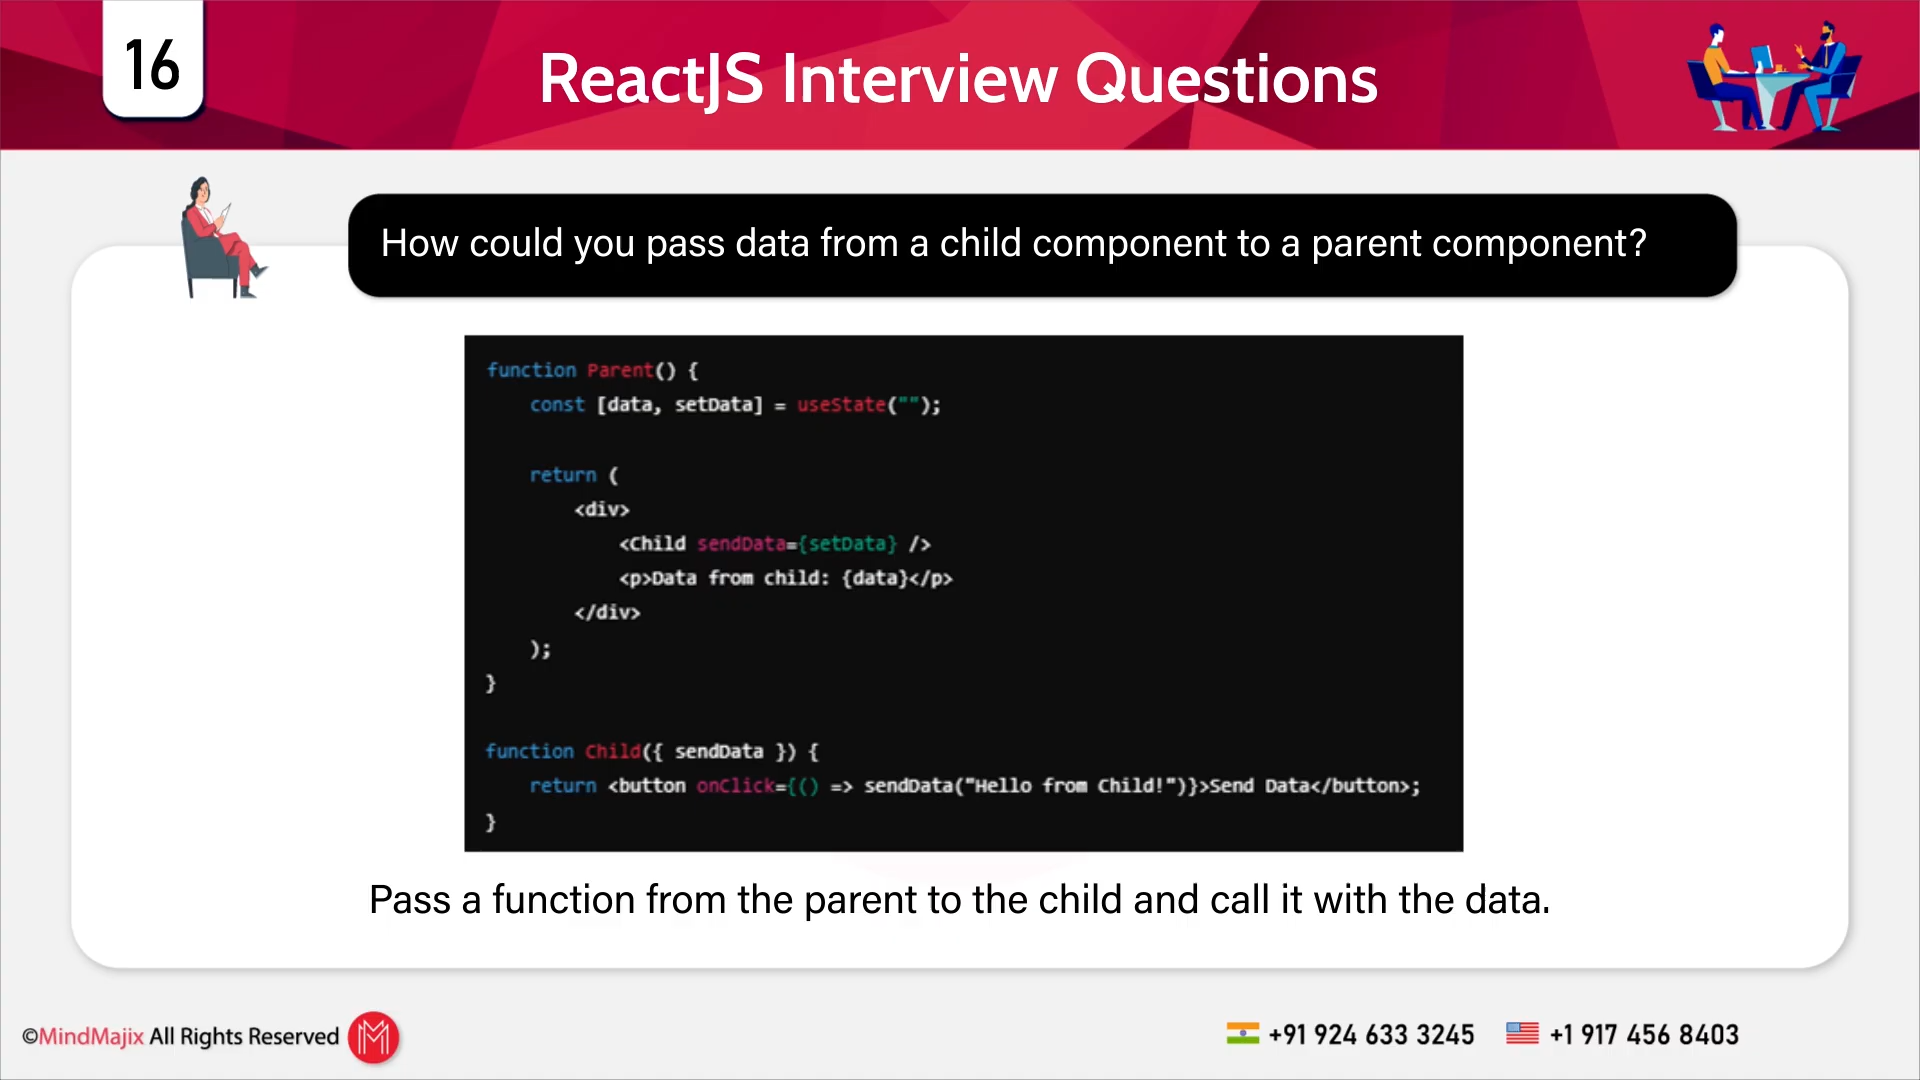 16
ReactJS Interview Questions
How could you pass data from a child component to a parent component?
function Parent() {
    const [data, setData] = useState("");
    return (
        <div>
            <Child sendData={setData} />
            <p>Data from child: {data}</p>
        </div>
    );
}
function Child({ sendData }) {
    return <button onClick={() => sendData("Hello from Child!")}>Send Data</button>;
}
Pass a function from the parent to the child and call it with the data.
©MindMajix All Rights Reserved
+91 924 633 3245
+1 917 456 8403